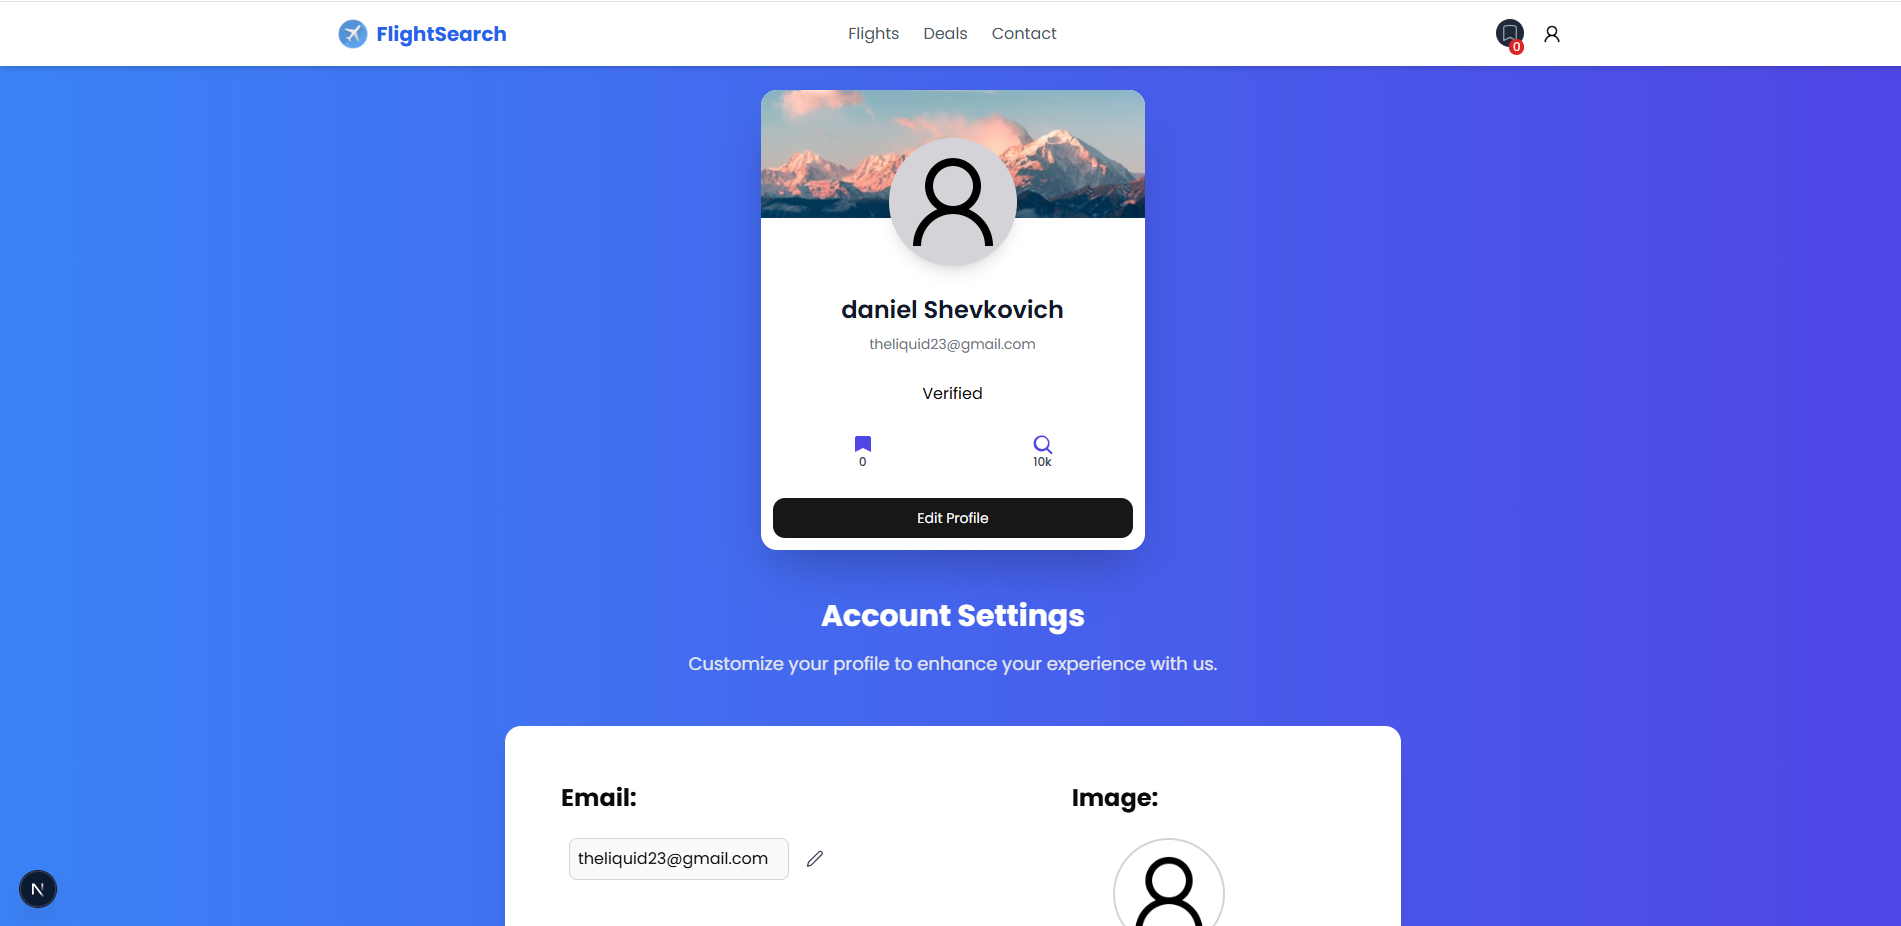 FlightSearch
Flights Deals Contact
0
daniel Shevkovich
theliquid23@gmail.com
Verified
0 10k
Edit Profile
Account Settings
Customize your profile to enhance your experience with us.
Email: Image:
theliquid23@gmail.com
N